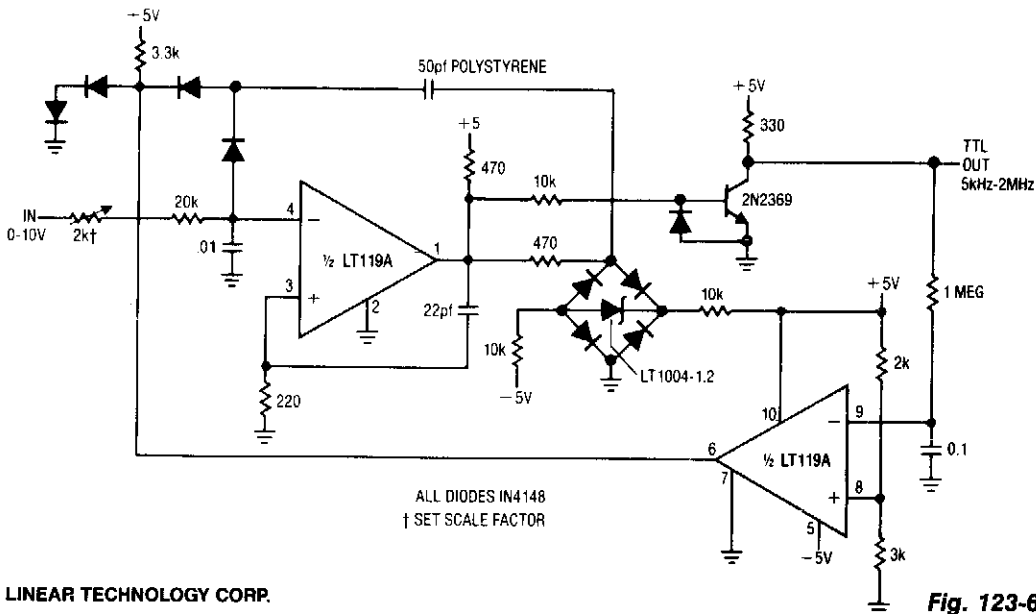 −5V
3.3k
50pf POLYSTYRENE
+5V
330
TTL
OUT
5kHz-2MHz
+5
470
10k
2N2369
IN
0-10V
2k†
20k
.01
4
−
½ LT119A
1
3
+
2
470
22pf
220
10k
+5V
1 MEG
2k
10k
−5V
LT1004-1.2
10
9
−
6
½ LT119A
0.1
7
8
+
5
−5V
3k
ALL DIODES IN4148
† SET SCALE FACTOR
LINEAR TECHNOLOGY CORP.
Fig. 123-6